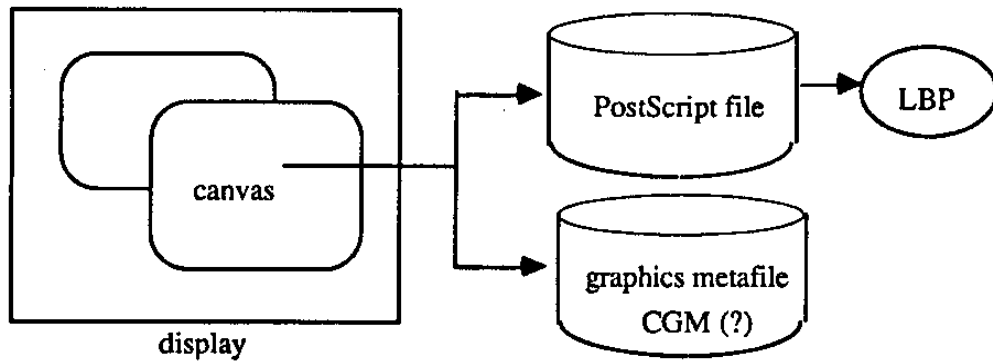 canvas
display
PostScript file
LBP
graphics metafile
CGM (?)